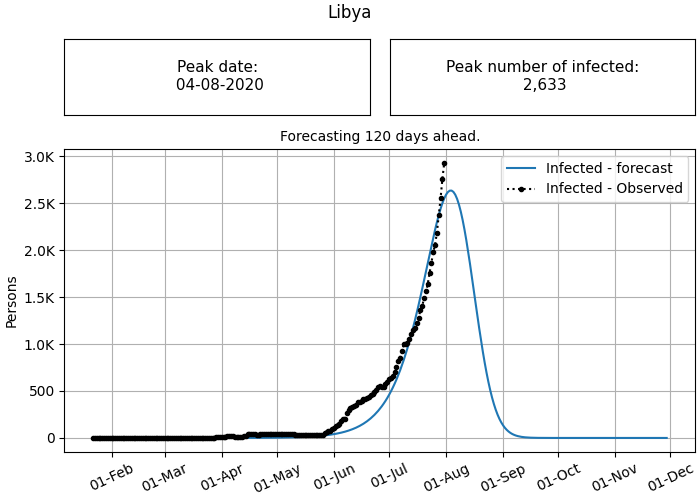 Libya
Peak date:
04-08-2020
Peak number of infected:
2,633
Forecasting 120 days ahead.
3.0K
2.5K
2.0K
1.5K
1.0K
500
0
Persons
Infected - forecast
Infected - Observed
01-Feb
01-Mar
01-Apr
01-May
01-Jun
01-Jul
01-Aug
01-Sep
01-Oct
01-Nov
01-Dec